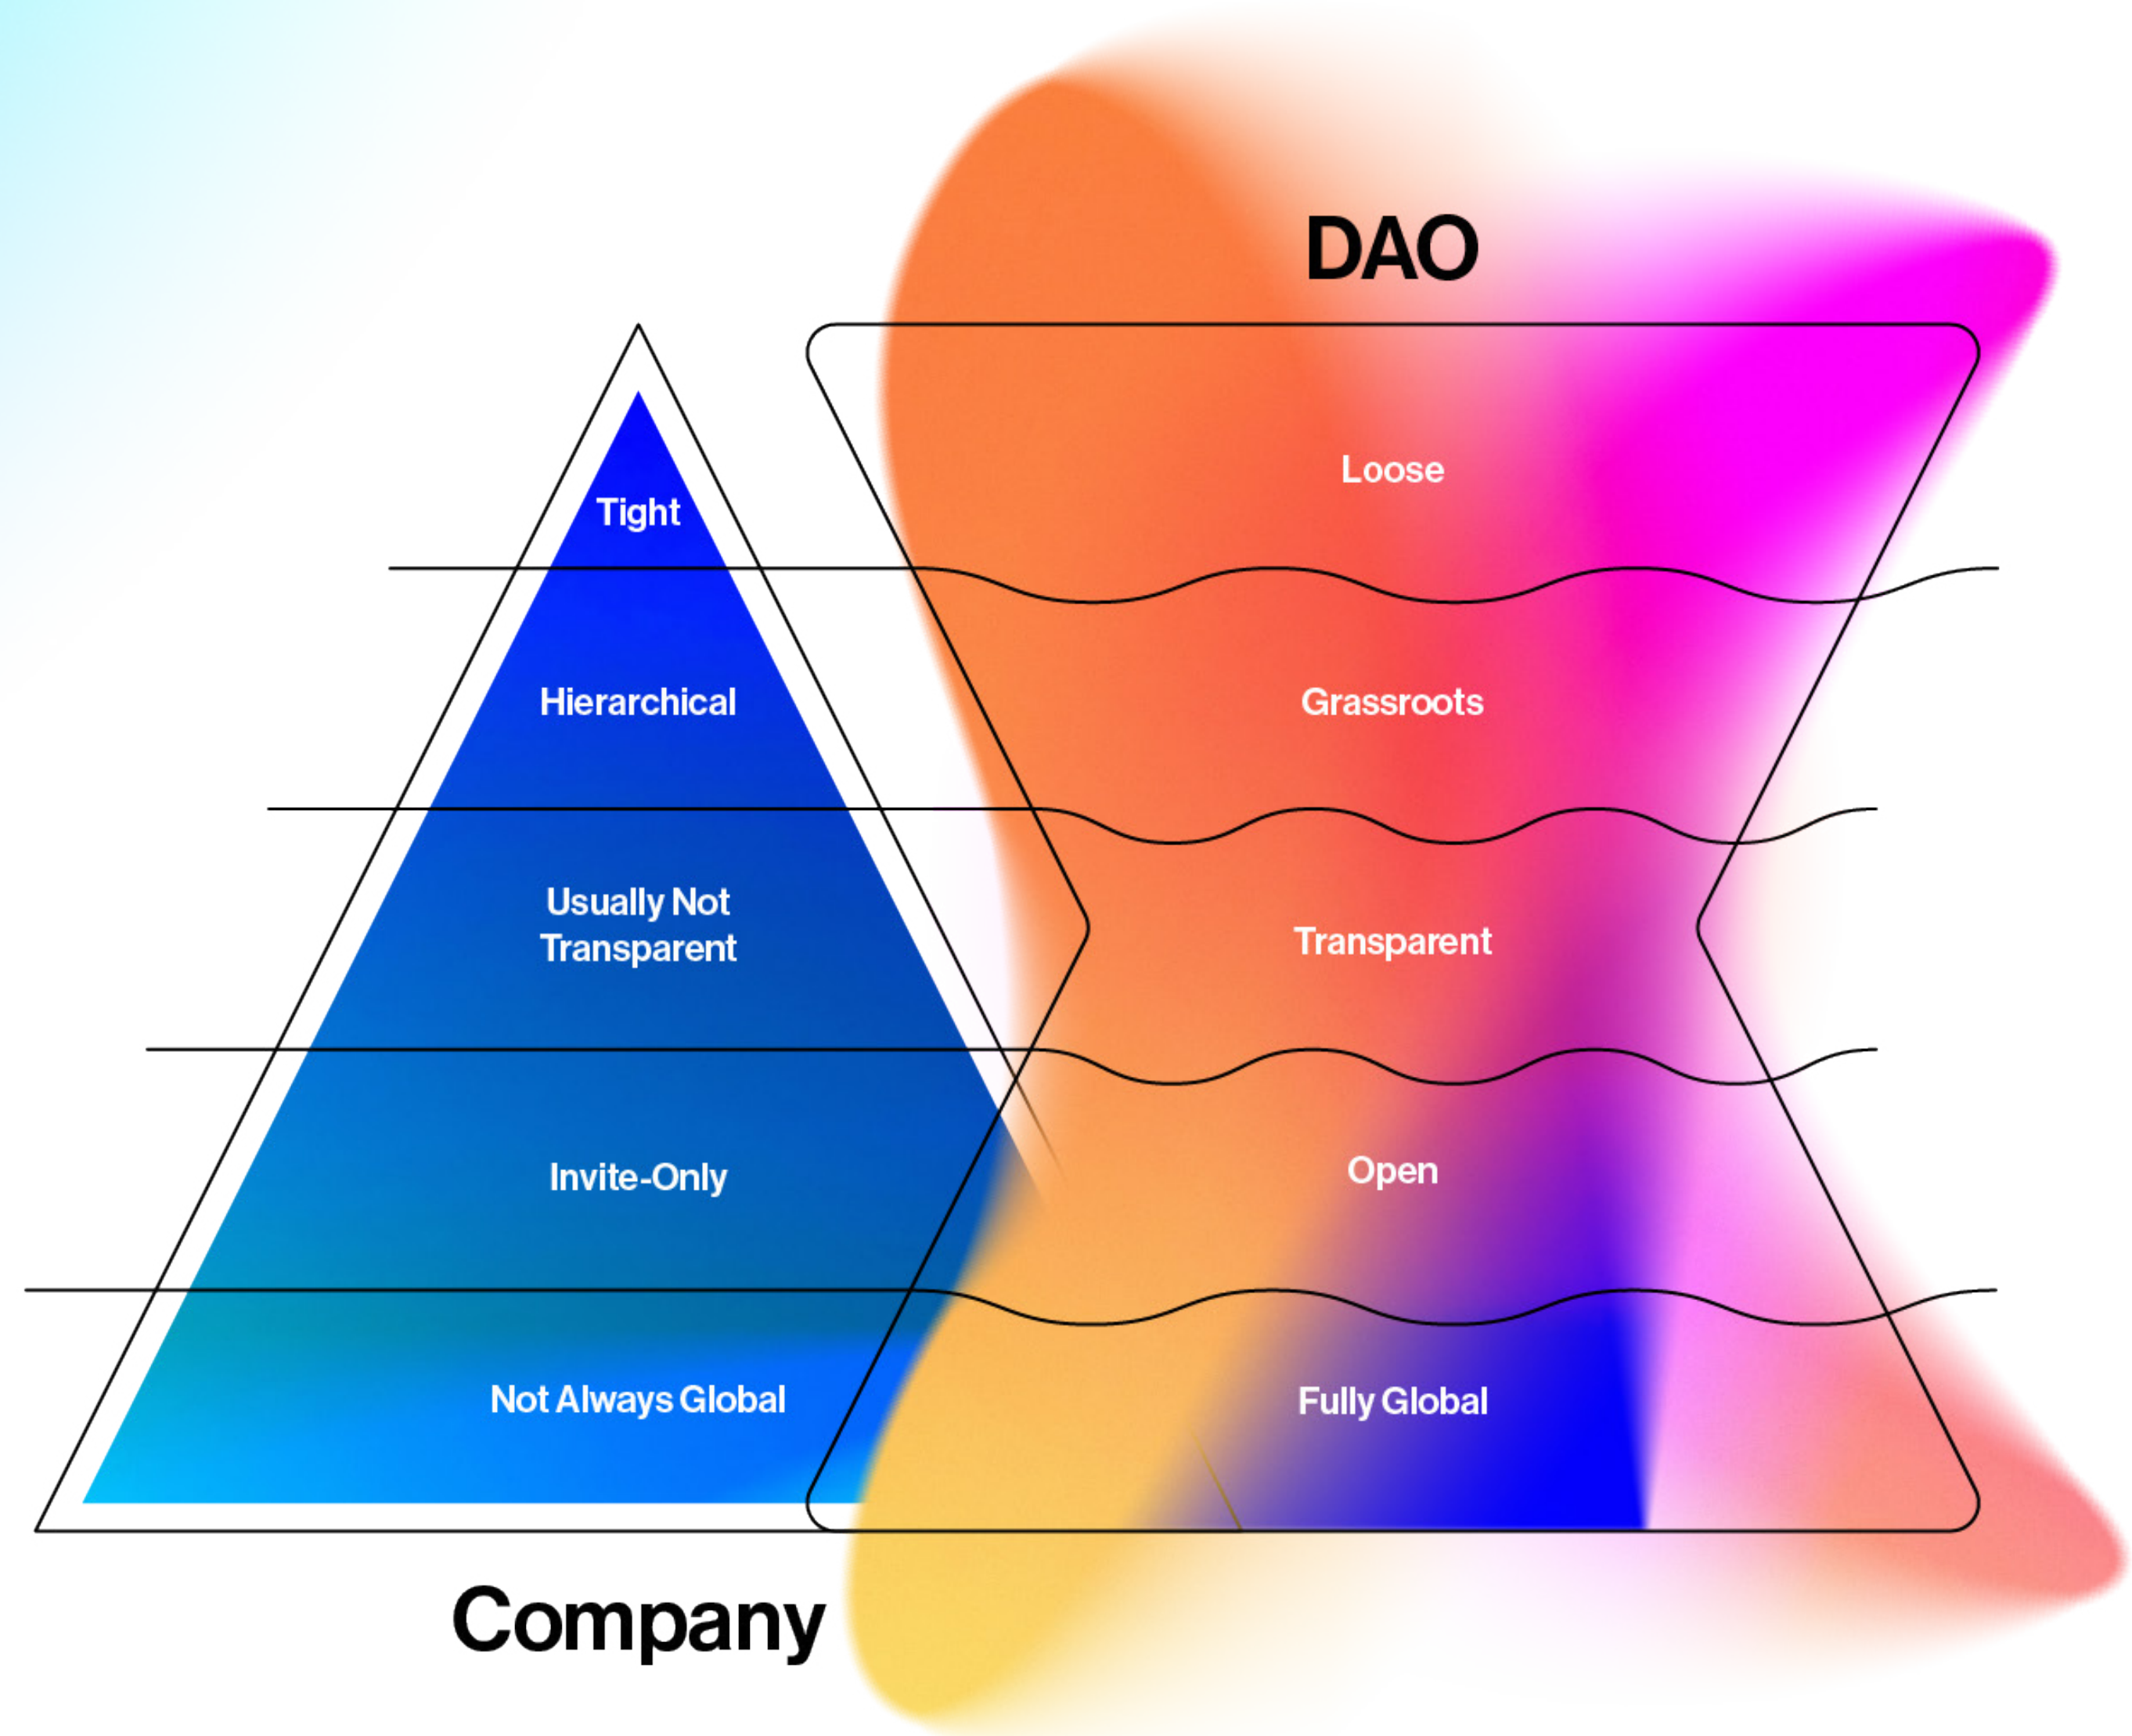 DAO
Loose
Tight
Hierarchical
Grassroots
Usually Not
Transparent
Transparent
Invite-Only
Open
Not Always Global
Fully Global
Company